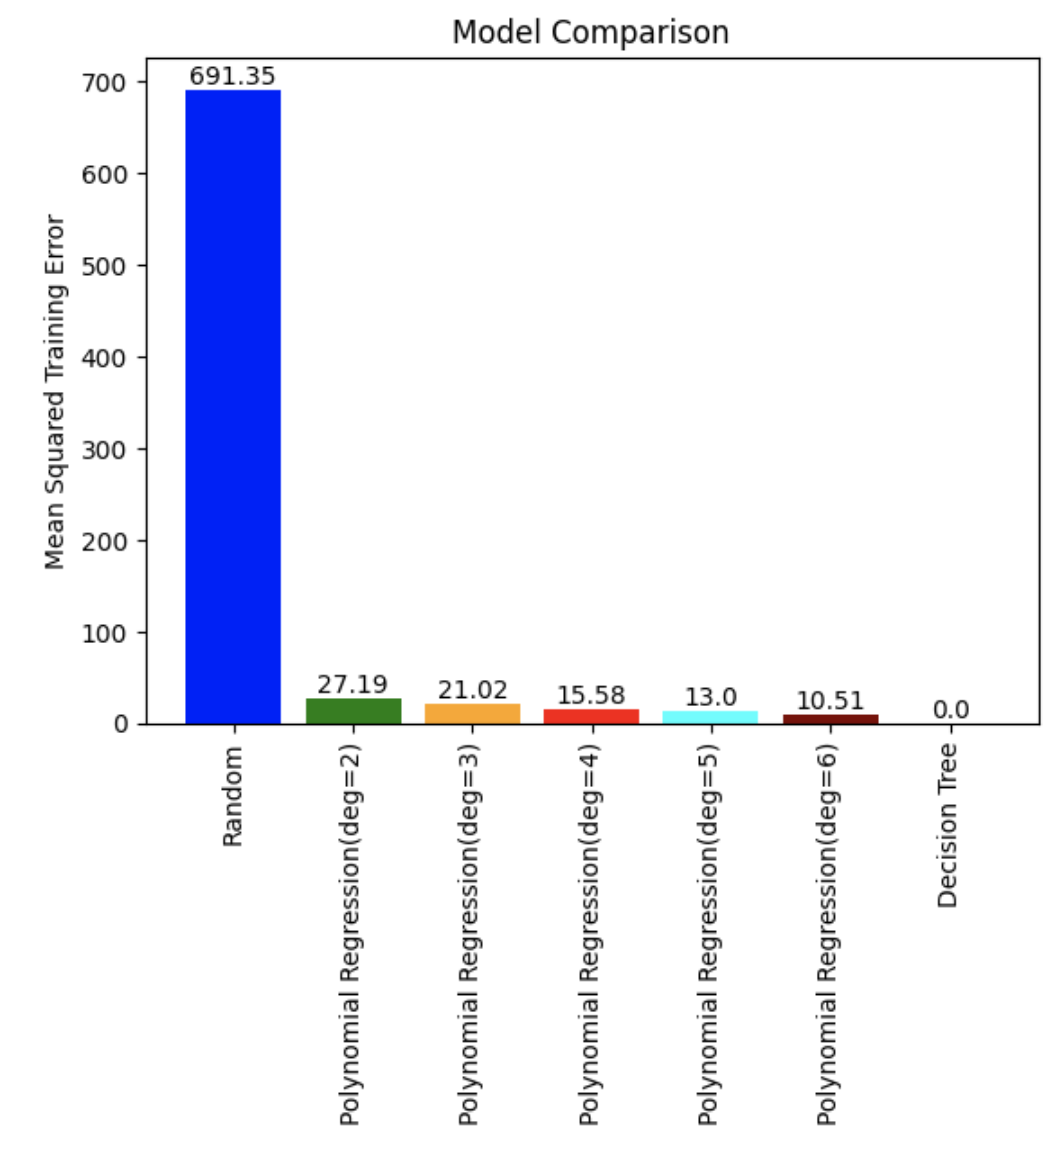 Model Comparison
Mean Squared Training Error
700
600
500
400
300
200
100
0
691.35
27.19
21.02
15.58
13.0
10.51
0.0
Random
Polynomial Regression(deg=2)
Polynomial Regression(deg=3)
Polynomial Regression(deg=4)
Polynomial Regression(deg=5)
Polynomial Regression(deg=6)
Decision Tree